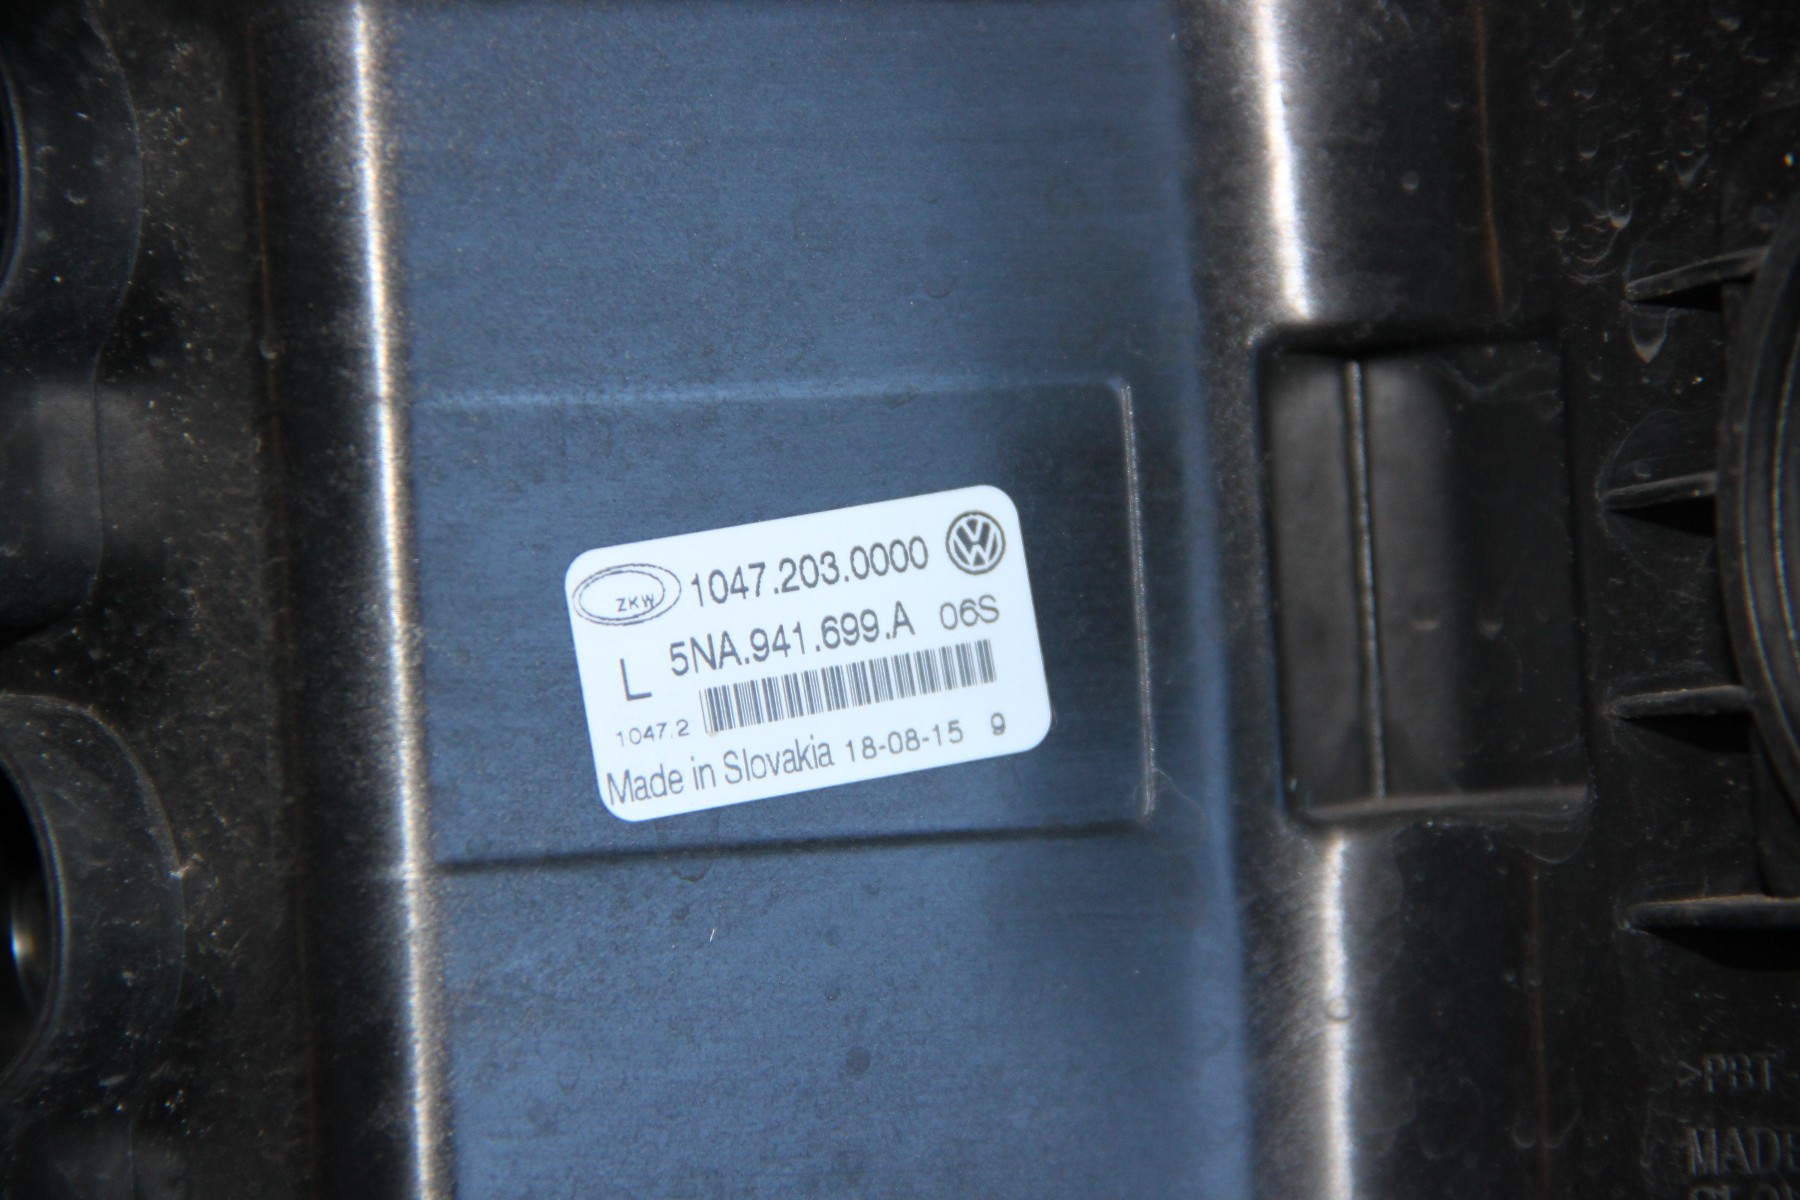 ZKW 1047.203.0000
L 5NA.941.699.A 06S
1047.2
Made in Slovakia 18-08-15 9
>PBT
MADE